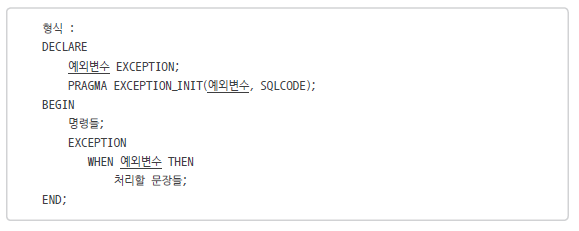 형식 :
DECLARE
예외변수 EXCEPTION;
PRAGMA EXCEPTION_INIT(예외변수, SQLCODE);
BEGIN
명령들;
EXCEPTION
WHEN 예외변수 THEN
처리할 문장들;
END;